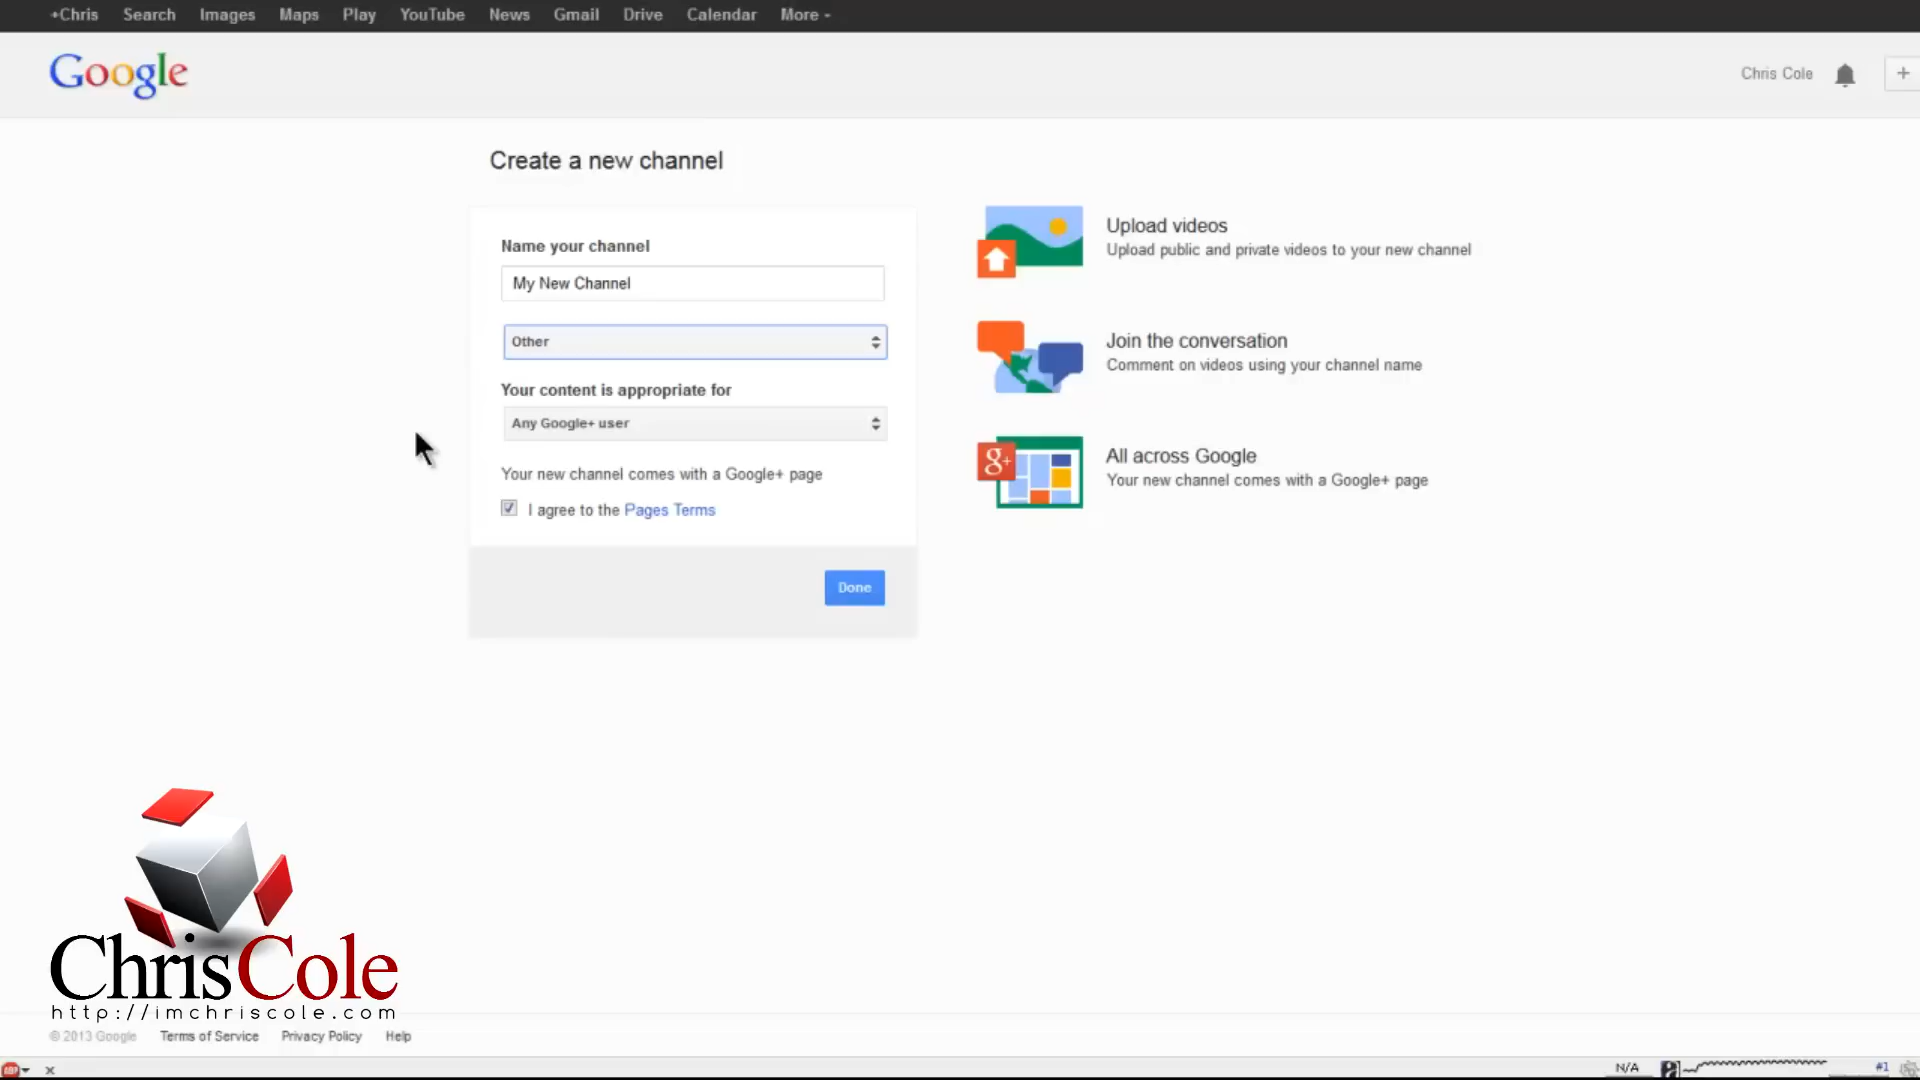 +Chris Search Images Maps Play YouTube News Gmail Drive Calendar More
Google
Chris Cole
+
Create a new channel
Name your channel
My New Channel
Other
Your content is appropriate for
Any Google+ user
Your new channel comes with a Google+ page
I agree to the Pages Terms
Done
Upload videos
Upload public and private videos to your new channel
Join the conversation
Comment on videos using your channel name
g+
All across Google
Your new channel comes with a Google+ page
ChrisCole
http://imchriscole.com
© 2013 Google Terms of Service Privacy Policy Help
ABP x N/A #1